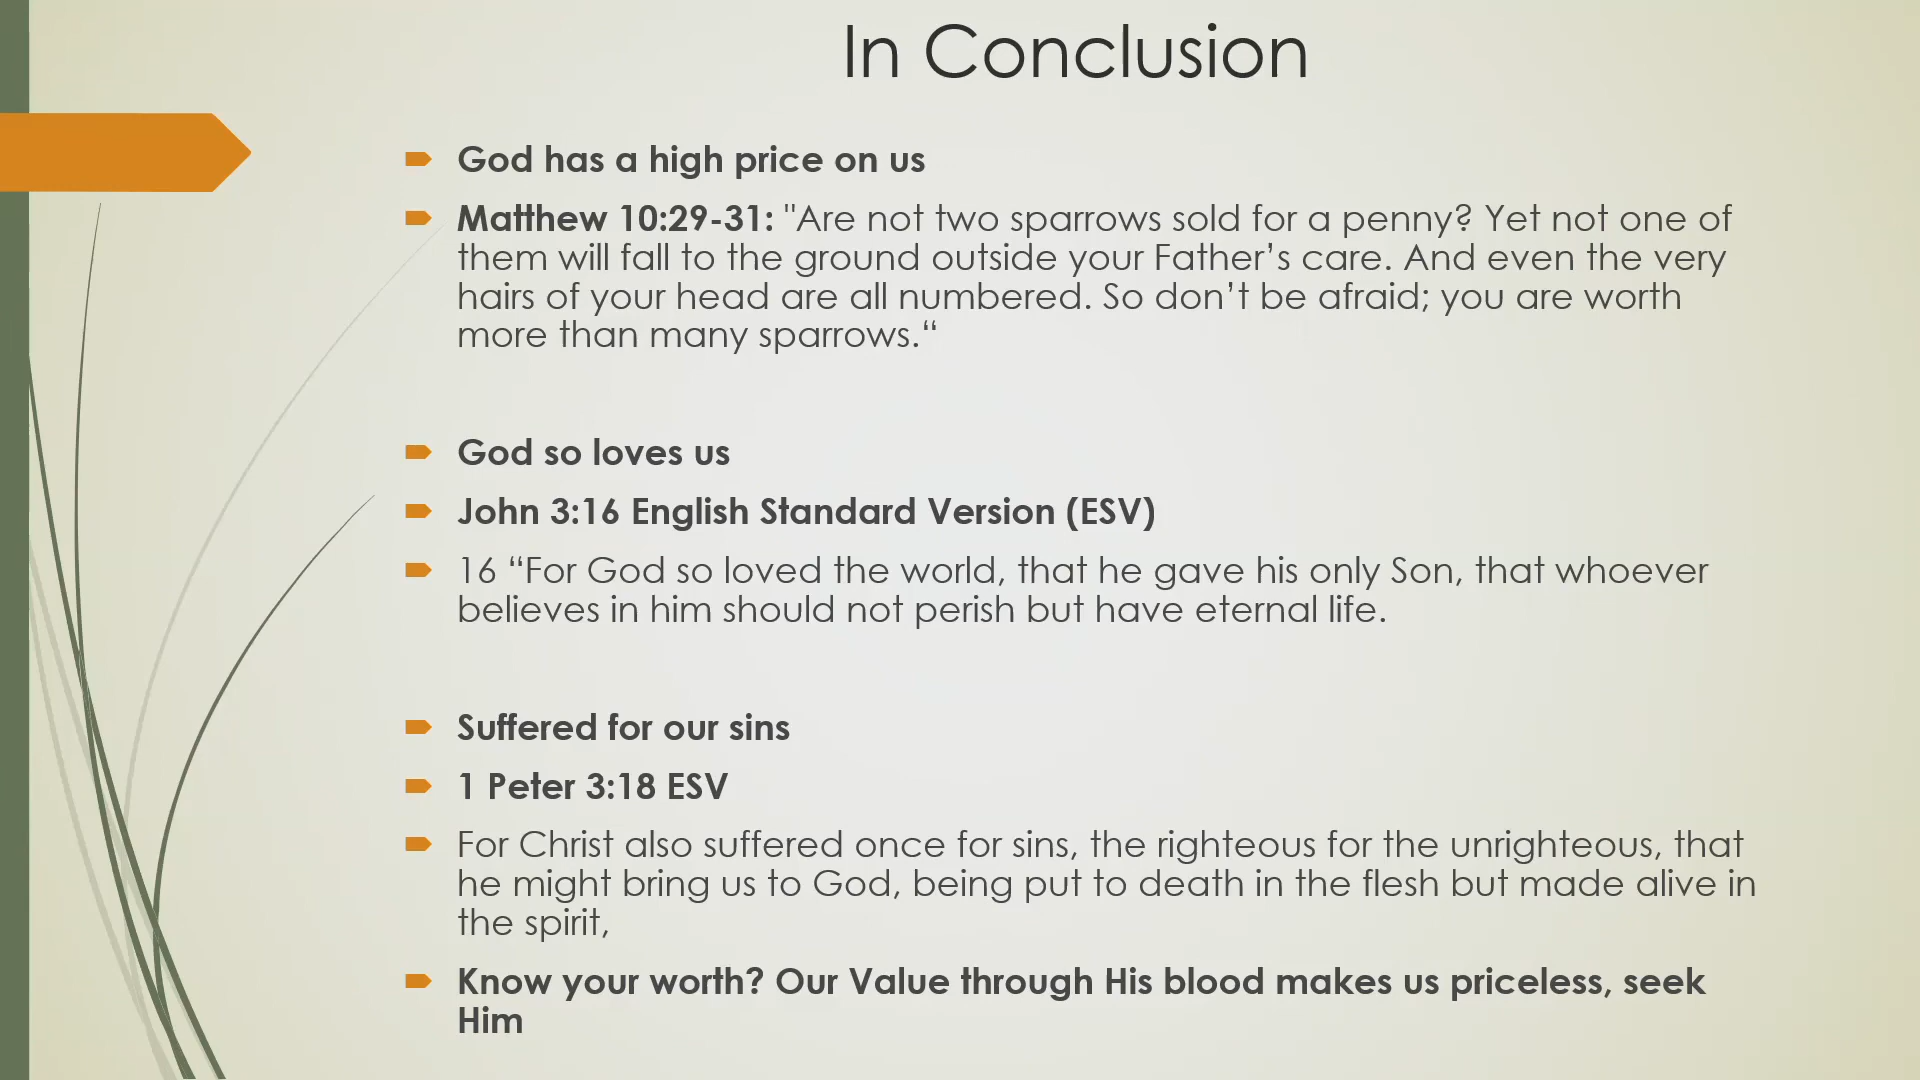 In Conclusion
God has a high price on us
Matthew 10:29-31: "Are not two sparrows sold for a penny? Yet not one of
them will fall to the ground outside your Father’s care. And even the very
hairs of your head are all numbered. So don’t be afraid; you are worth
more than many sparrows.“
God so loves us
John 3:16 English Standard Version (ESV)
16 “For God so loved the world, that he gave his only Son, that whoever
believes in him should not perish but have eternal life.
Suffered for our sins
1 Peter 3:18 ESV
For Christ also suffered once for sins, the righteous for the unrighteous, that
he might bring us to God, being put to death in the flesh but made alive in
the spirit,
Know your worth? Our Value through His blood makes us priceless, seek
Him